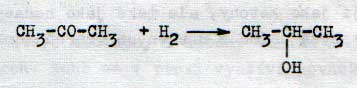 CH₃-CO-CH₃ + H₂ ⟶ CH₃-CH-CH₃
OH